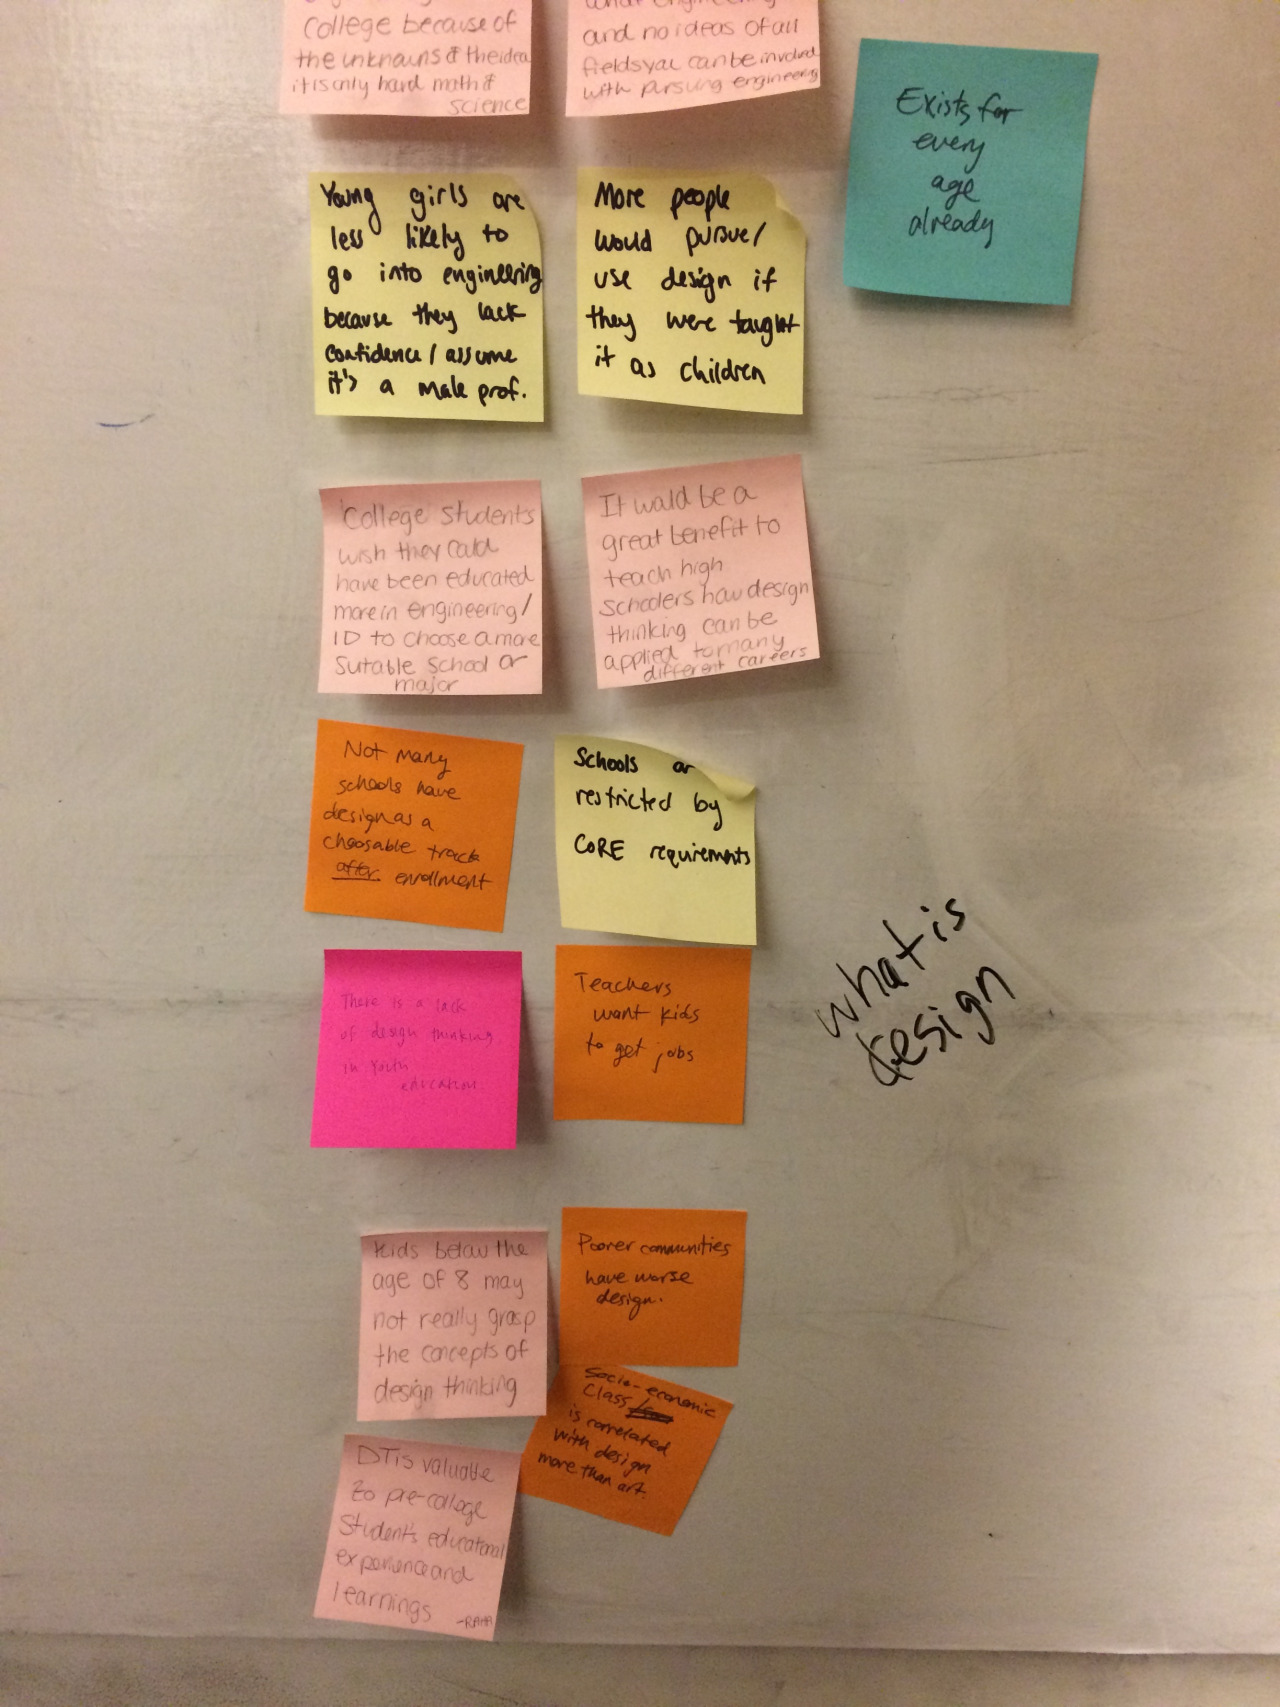 College because of
the unknowns & the idea
it is only hard math &
science
and no ideas of all
fields you can be involved
with pursuing engineering
Exists for
every
age
already
Young girls are
less likely to
go into engineering
because they lack
confidence / assume
it's a male prof.
More people
would pursue/
use design if
they were taught
it as children
College students
wish they could
have been educated
more in engineering/
ID to choose a more
suitable school or
major
It would be a
great benefit to
teach high
schoolers how design
thinking can be
applied to many
different careers
Not many
schools have
design as a
choosable track
after enrollment
Schools ar
restricted by
CORE requirements
There is a lack
of design thinking
in youth
education
Teachers
want kids
to get jobs
what is
design
Kids below the
age of 8 may
not really grasp
the concepts of
design thinking
Poorer communities
have worse
design.
Socio-economic
Class
is correlated
with design
more than art.
DT is valuable
to pre-college
Student's educational
experience and
learnings
-RAHA